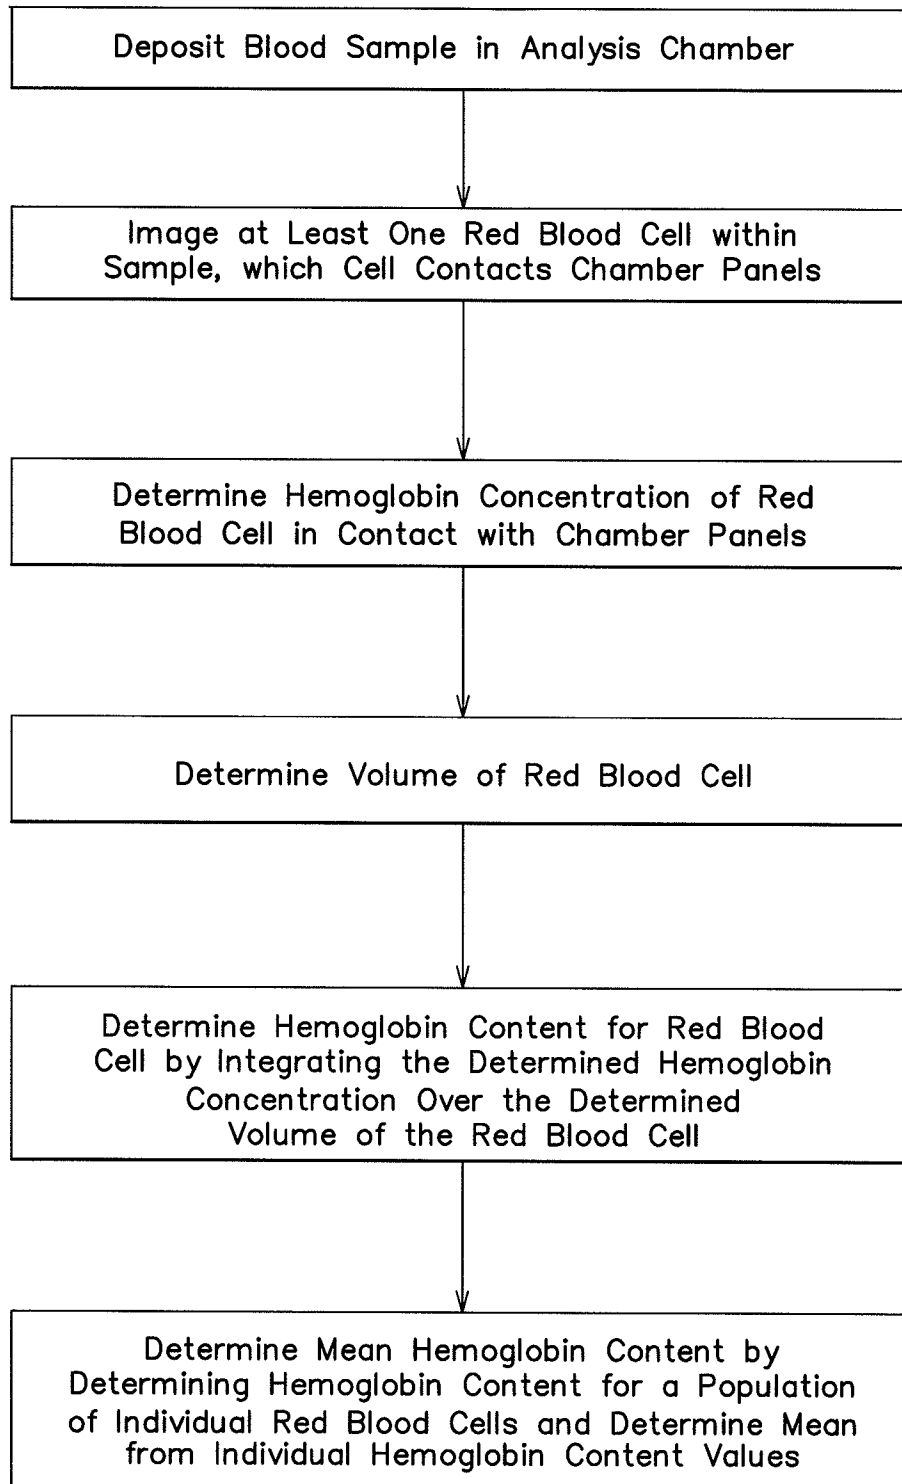 Deposit Blood Sample in Analysis Chamber
Image at Least One Red Blood Cell within
Sample, which Cell Contacts Chamber Panels
Determine Hemoglobin Concentration of Red
Blood Cell in Contact with Chamber Panels
Determine Volume of Red Blood Cell
Determine Hemoglobin Content for Red Blood
Cell by Integrating the Determined Hemoglobin
Concentration Over the Determined
Volume of the Red Blood Cell
Determine Mean Hemoglobin Content by
Determining Hemoglobin Content for a Population
of Individual Red Blood Cells and Determine Mean
from Individual Hemoglobin Content Values